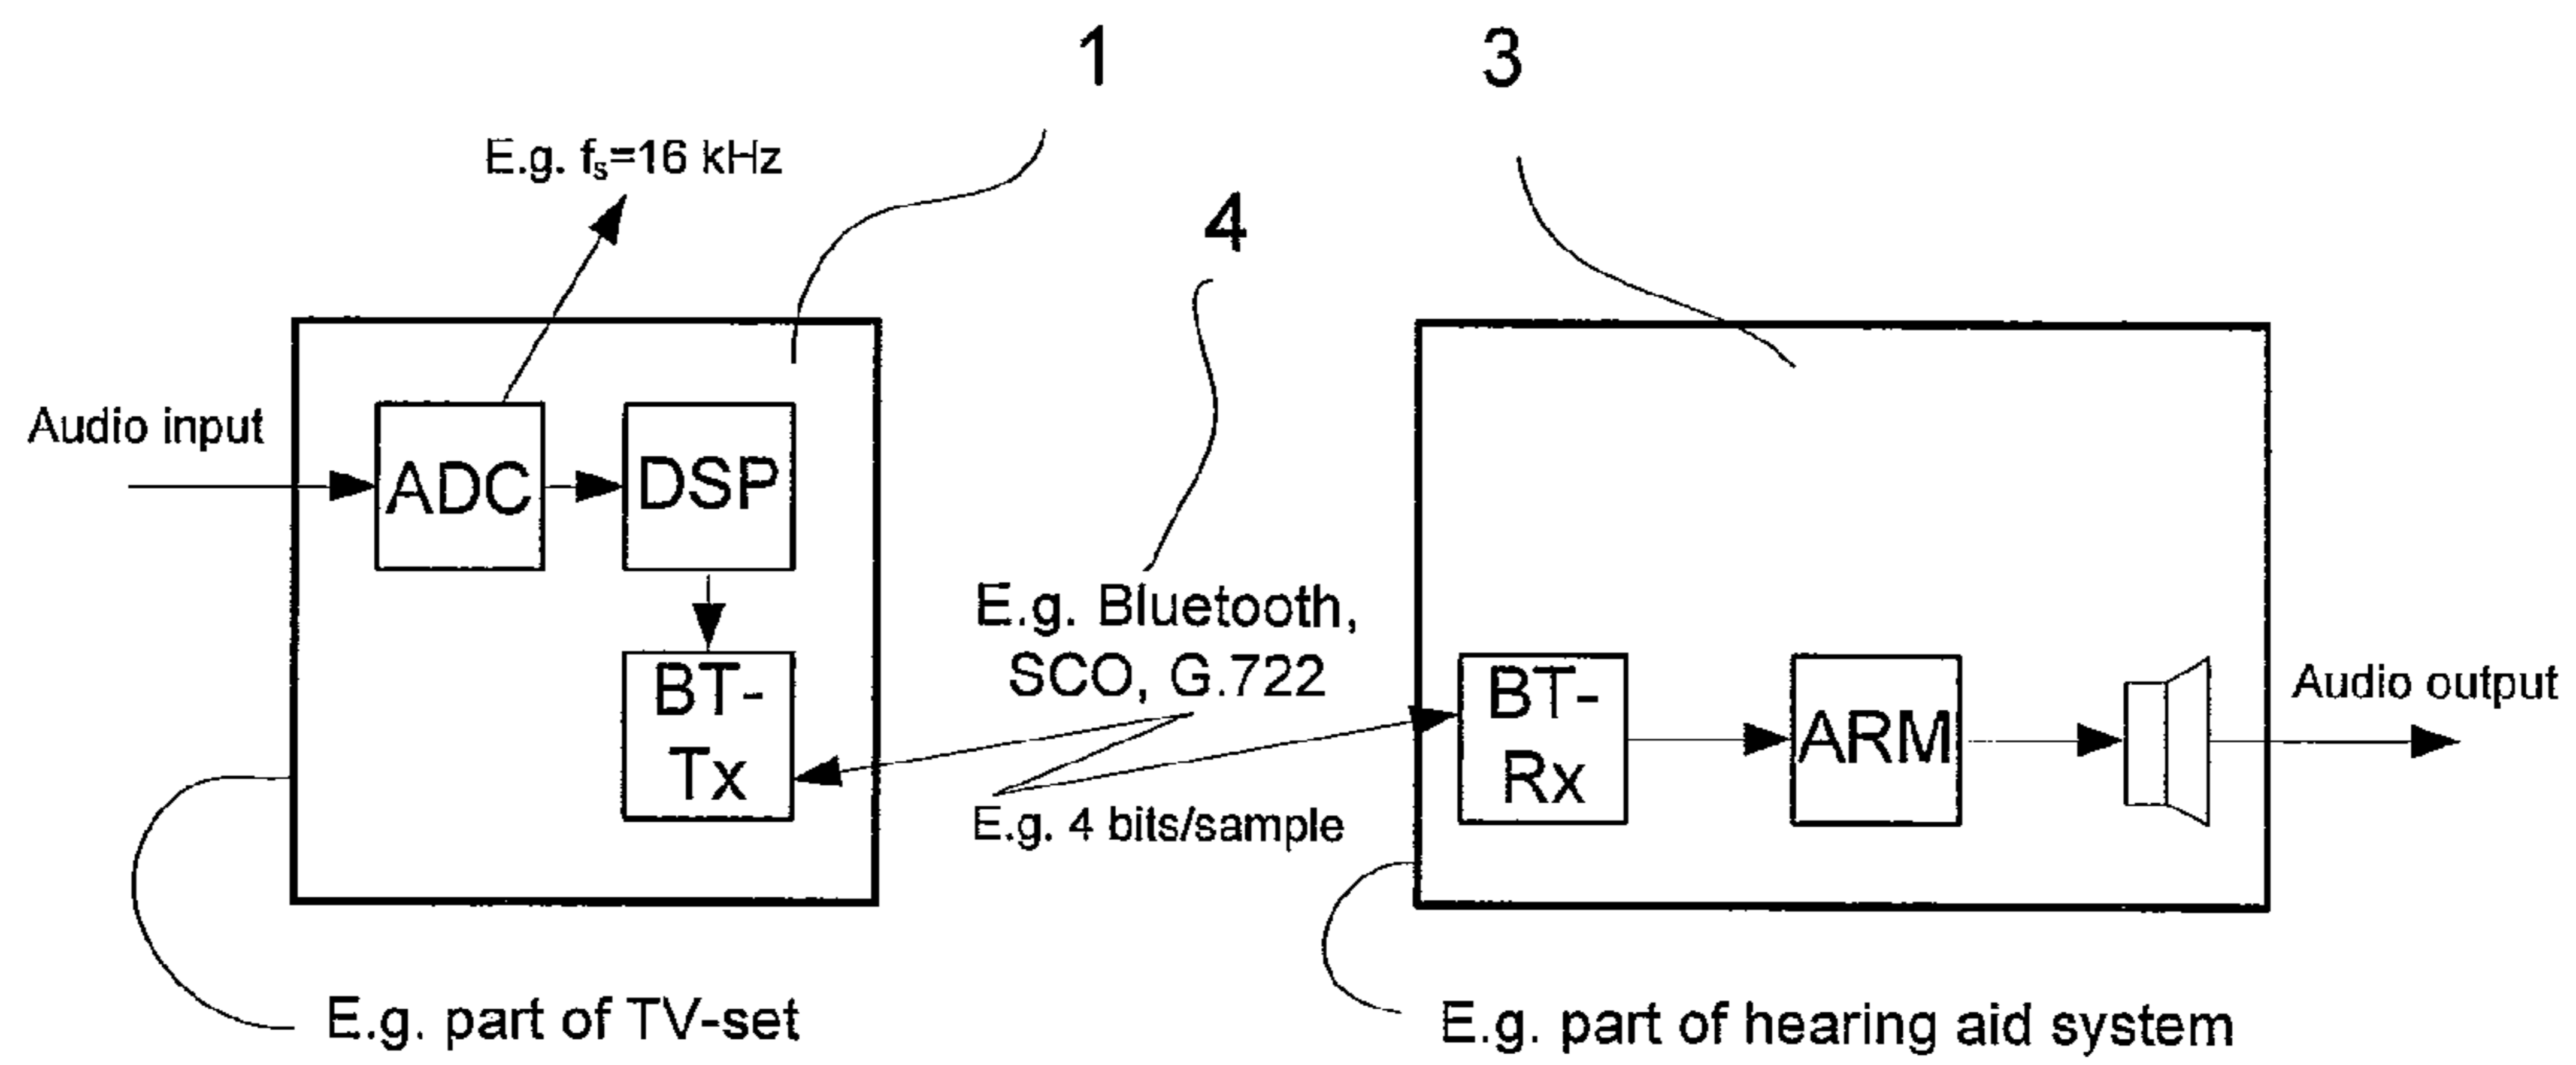 1
3
E.g. fs=16 kHz
4
Audio input
ADC
DSP
E.g. Bluetooth,
SCO, G.722
BT-
Tx
BT-
Rx
ARM
Audio output
E.g. 4 bits/sample
E.g. part of TV-set
E.g. part of hearing aid system